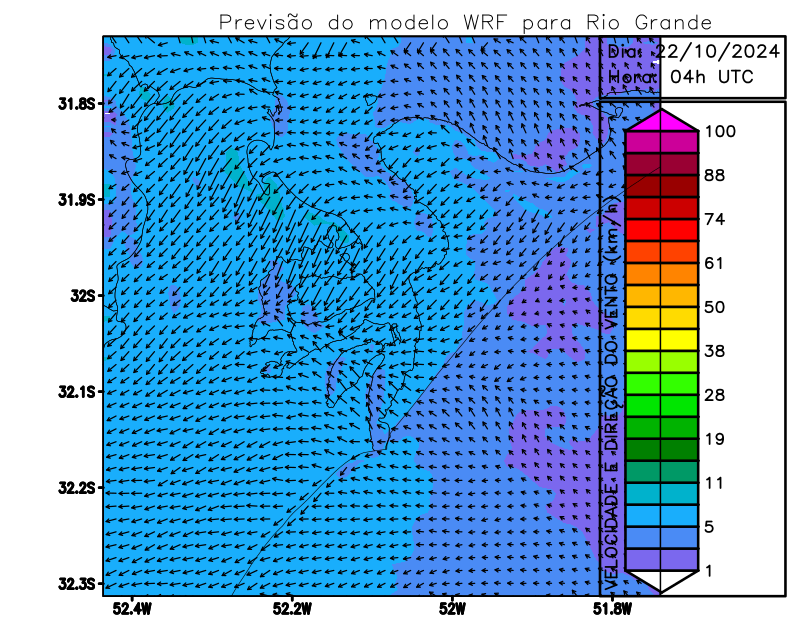 Previsão do modelo WRF para Rio Grande
Dia: 22/10/2024
Hora: 04h UTC
31.8S
31.9S
32S
32.1S
32.2S
32.3S
52.4W
52.2W
52W
51.8W
VELOCIDADE E DIREÇÃO DO VENTO (km/h)
100
88
74
61
50
38
28
19
11
5
1